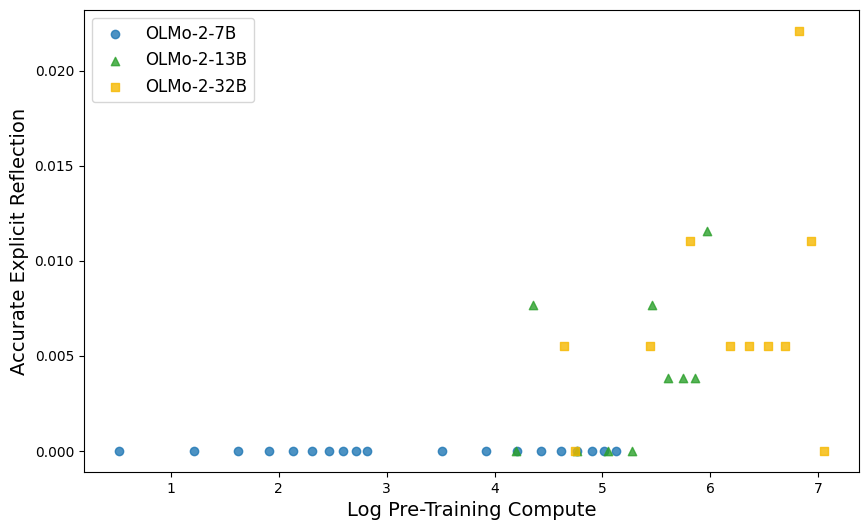 OLMo-2-7B
OLMo-2-13B
OLMo-2-32B
Accurate Explicit Reflection
0.020
0.015
0.010
0.005
0.000
1 2 3 4 5 6 7
Log Pre-Training Compute